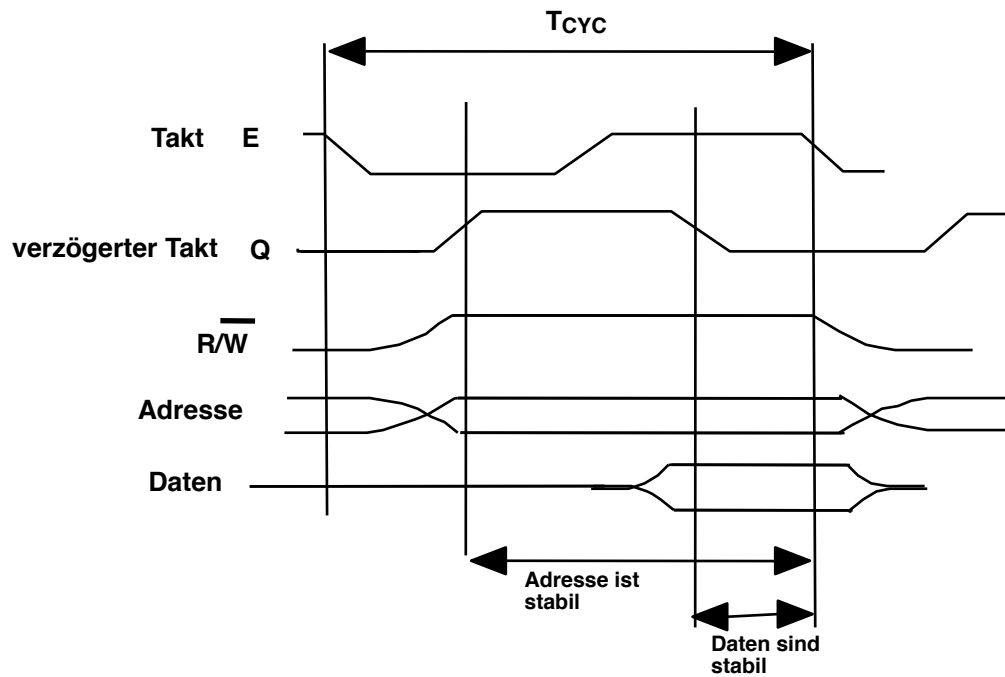 TCYC
Takt E
verzögerter Takt Q
R/W̅
Adresse
Daten
Adresse ist
stabil
Daten sind
stabil